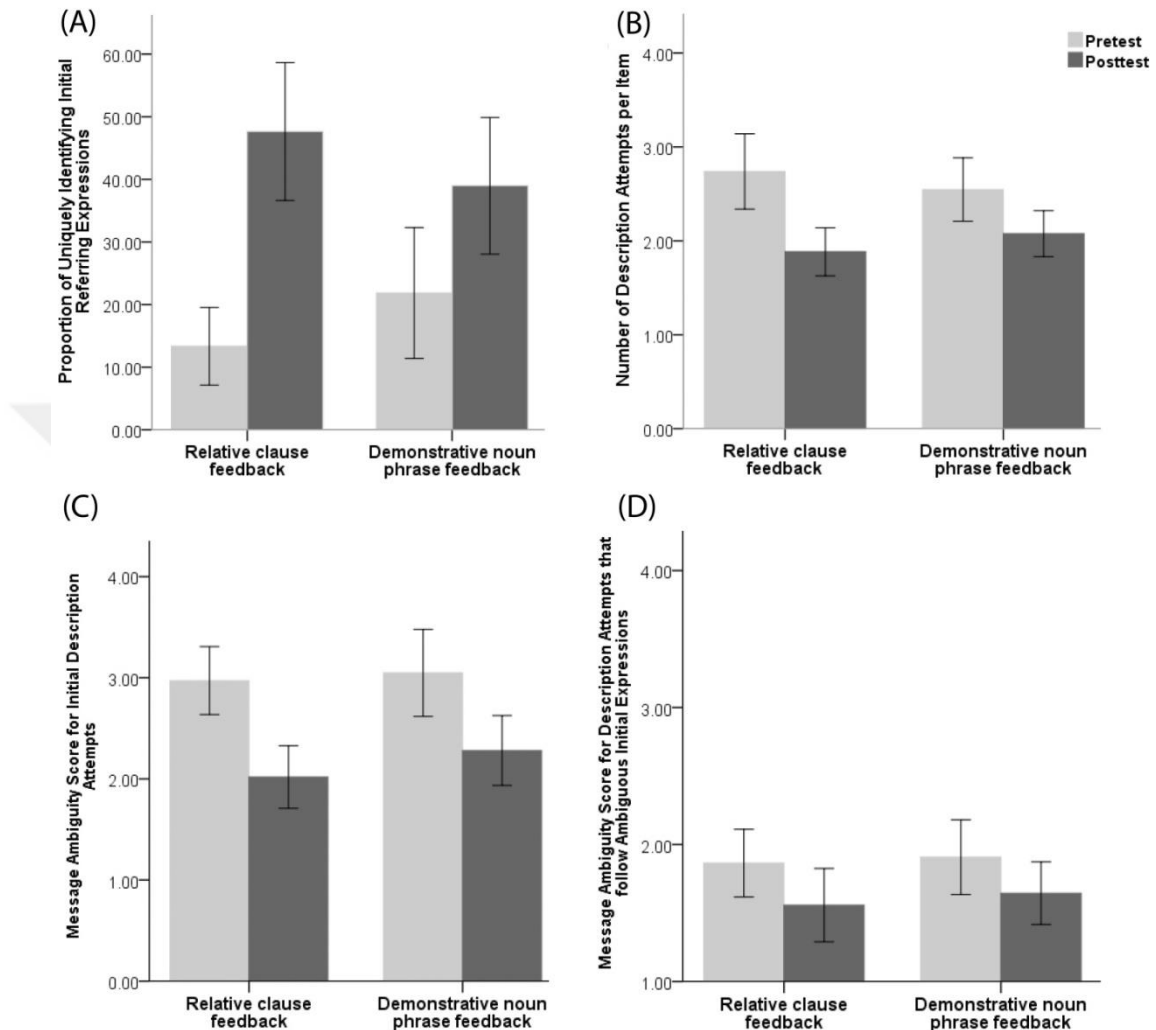 (A)
Proportion of Uniquely Identifying Initial
Referring Expressions
60.00
50.00
40.00
30.00
20.00
10.00
0.00
Relative clause
feedback
Demonstrative noun
phrase feedback
(B)
Number of Description Attempts per Item
4.00
3.00
2.00
1.00
0.00
Relative clause
feedback
Demonstrative noun
phrase feedback
Pretest
Posttest
(C)
Message Ambiguity Score for Initial Description
Attempts
4.00
3.00
2.00
1.00
0.00
Relative clause
feedback
Demonstrative noun
phrase feedback
(D)
Message Ambiguity Score for Description Attempts that
follow Ambiguous Initial Expressions
4.00
3.00
2.00
1.00
Relative clause
feedback
Demonstrative noun
phrase feedback